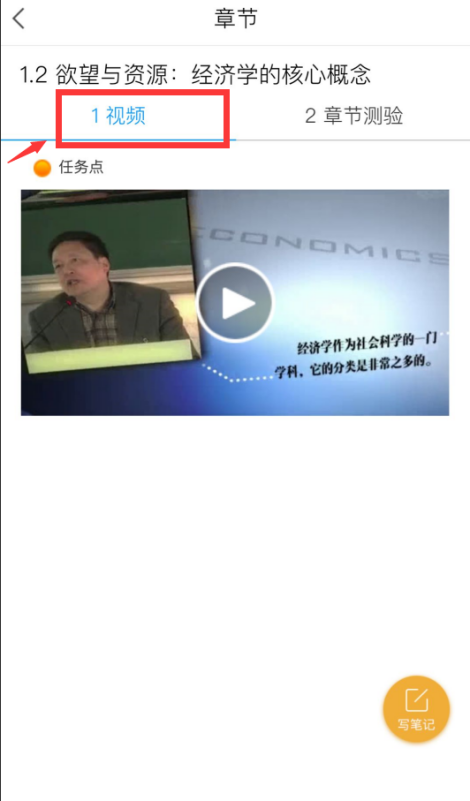 章节
1.2 欲望与资源：经济学的核心概念
1 视频
2 章节测验
任务点
ECONOMICS
经济学作为社会科学的一门
学科，它的分类是非常之多的。
写笔记